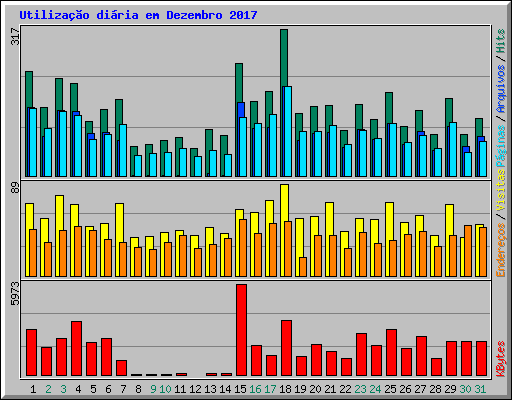 Utilização diária em Dezembro 2017
317
89
5973
Endereços / Visitas Páginas / Arquivos / Hits
KBytes
1 2 3 4 5 6 7 8 9 10 11 12 13 14 15 16 17 18 19 20 21 22 23 24 25 26 27 28 29 30 31